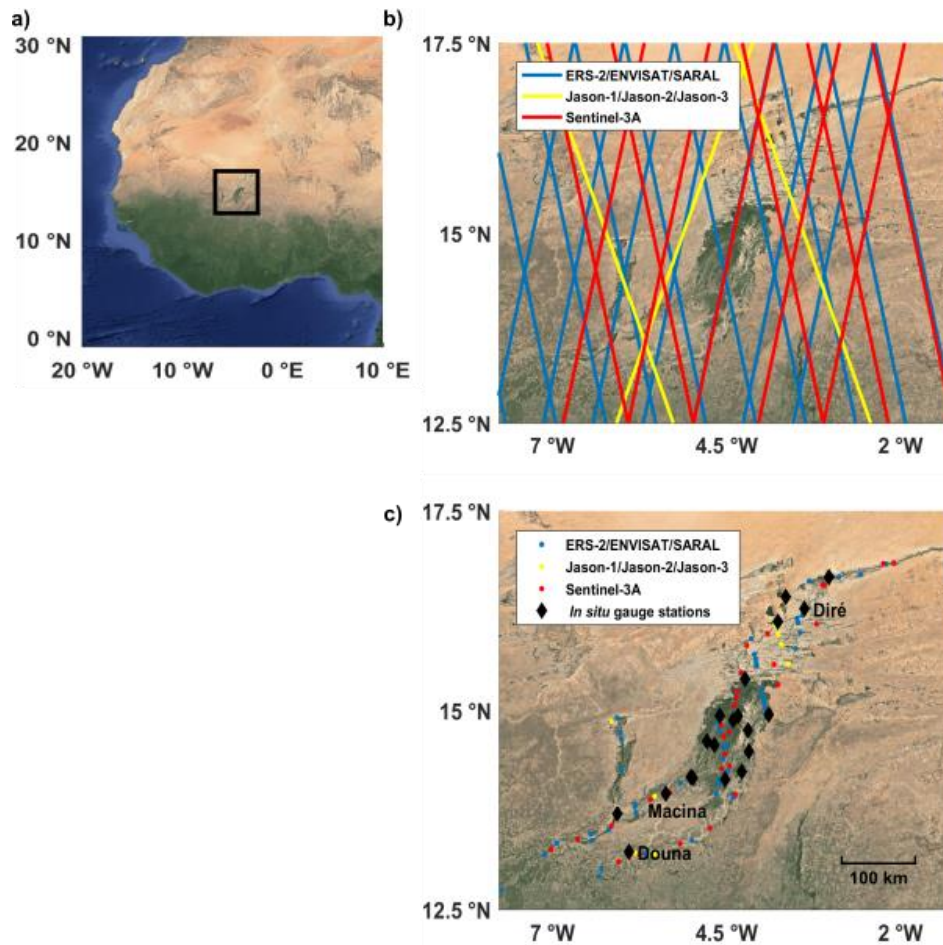 a)
30 °N
20 °N
10 °N
0 °N
20 °W 10 °W 0 °E 10 °E
b)
17.5 °N
15 °N
12.5 °N
ERS-2/ENVISAT/SARAL
Jason-1/Jason-2/Jason-3
Sentinel-3A
7 °W 4.5 °W 2 °W
c)
17.5 °N
15 °N
12.5 °N
ERS-2/ENVISAT/SARAL
Jason-1/Jason-2/Jason-3
Sentinel-3A
In situ gauge stations
Diré
Macina
Douna
100 km
7 °W 4.5 °W 2 °W